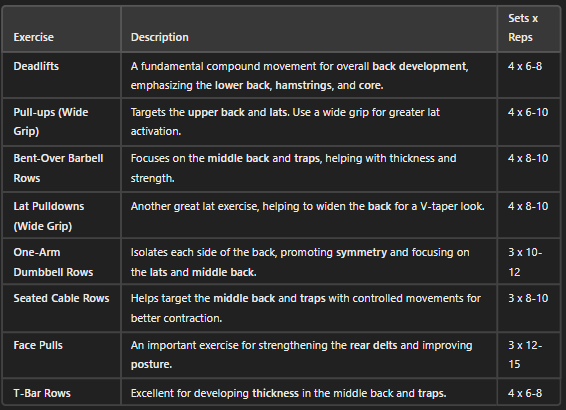 Exercise Description Sets x
Reps
Deadlifts A fundamental compound movement for overall back development, 4 x 6-8
emphasizing the lower back, hamstrings, and core.
Pull-ups (Wide Targets the upper back and lats. Use a wide grip for greater lat 4 x 6-10
Grip) activation.
Bent-Over Barbell Focuses on the middle back and traps, helping with thickness and 4 x 8-10
Rows strength.
Lat Pulldowns Another great lat exercise, helping to widen the back for a V-taper look. 4 x 8-10
(Wide Grip)
One-Arm Isolates each side of the back, promoting symmetry and focusing on 3 x 10-
Dumbbell Rows the lats and middle back. 12
Seated Cable Rows Helps target the middle back and traps with controlled movements for 3 x 8-10
better contraction.
Face Pulls An important exercise for strengthening the rear delts and improving 3 x 12-
posture. 15
T-Bar Rows Excellent for developing thickness in the middle back and traps. 4 x 6-8